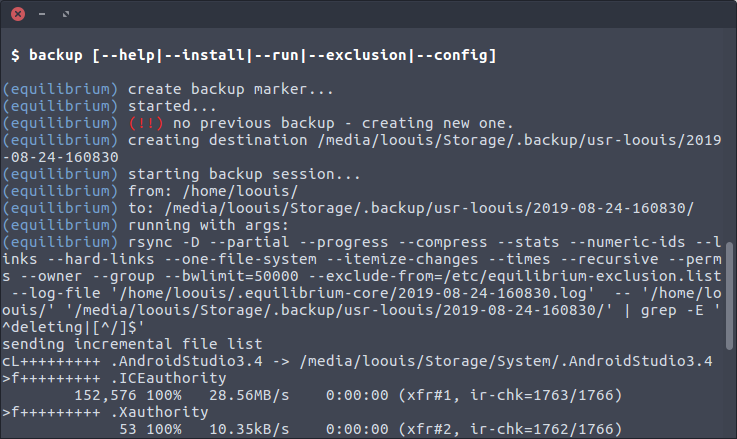 $ backup [--help|--install|--run|--exclusion|--config]
(equilibrium) create backup marker...
(equilibrium) started...
(equilibrium) (!!) no previous backup - creating new one.
(equilibrium) creating destination /media/loouis/Storage/.backup/usr-loouis/2019
-08-24-160830
(equilibrium) starting backup session...
(equilibrium) from: /home/loouis/
(equilibrium) to: /media/loouis/Storage/.backup/usr-loouis/2019-08-24-160830/
(equilibrium) running with args:
(equilibrium) rsync -D --partial --progress --compress --stats --numeric-ids --l
inks --hard-links --one-file-system --itemize-changes --times --recursive --perm
s --owner --group --bwlimit=50000 --exclude-from=/etc/equilibrium-exclusion.list
 --log-file '/home/loouis/.equilibrium-core/2019-08-24-160830.log'  -- '/home/lo
ouis/' '/media/loouis/Storage/.backup/usr-loouis/2019-08-24-160830/' | grep -E '
^deleting|[^/]$'
sending incremental file list
cL+++++++++ .AndroidStudio3.4 -> /media/loouis/Storage/System/.AndroidStudio3.4
>f+++++++++ .ICEauthority
        152,576 100%   28.56MB/s    0:00:00 (xfr#1, ir-chk=1763/1766)
>f+++++++++ .Xauthority
             53 100%   10.35kB/s    0:00:00 (xfr#2, ir-chk=1762/1766)